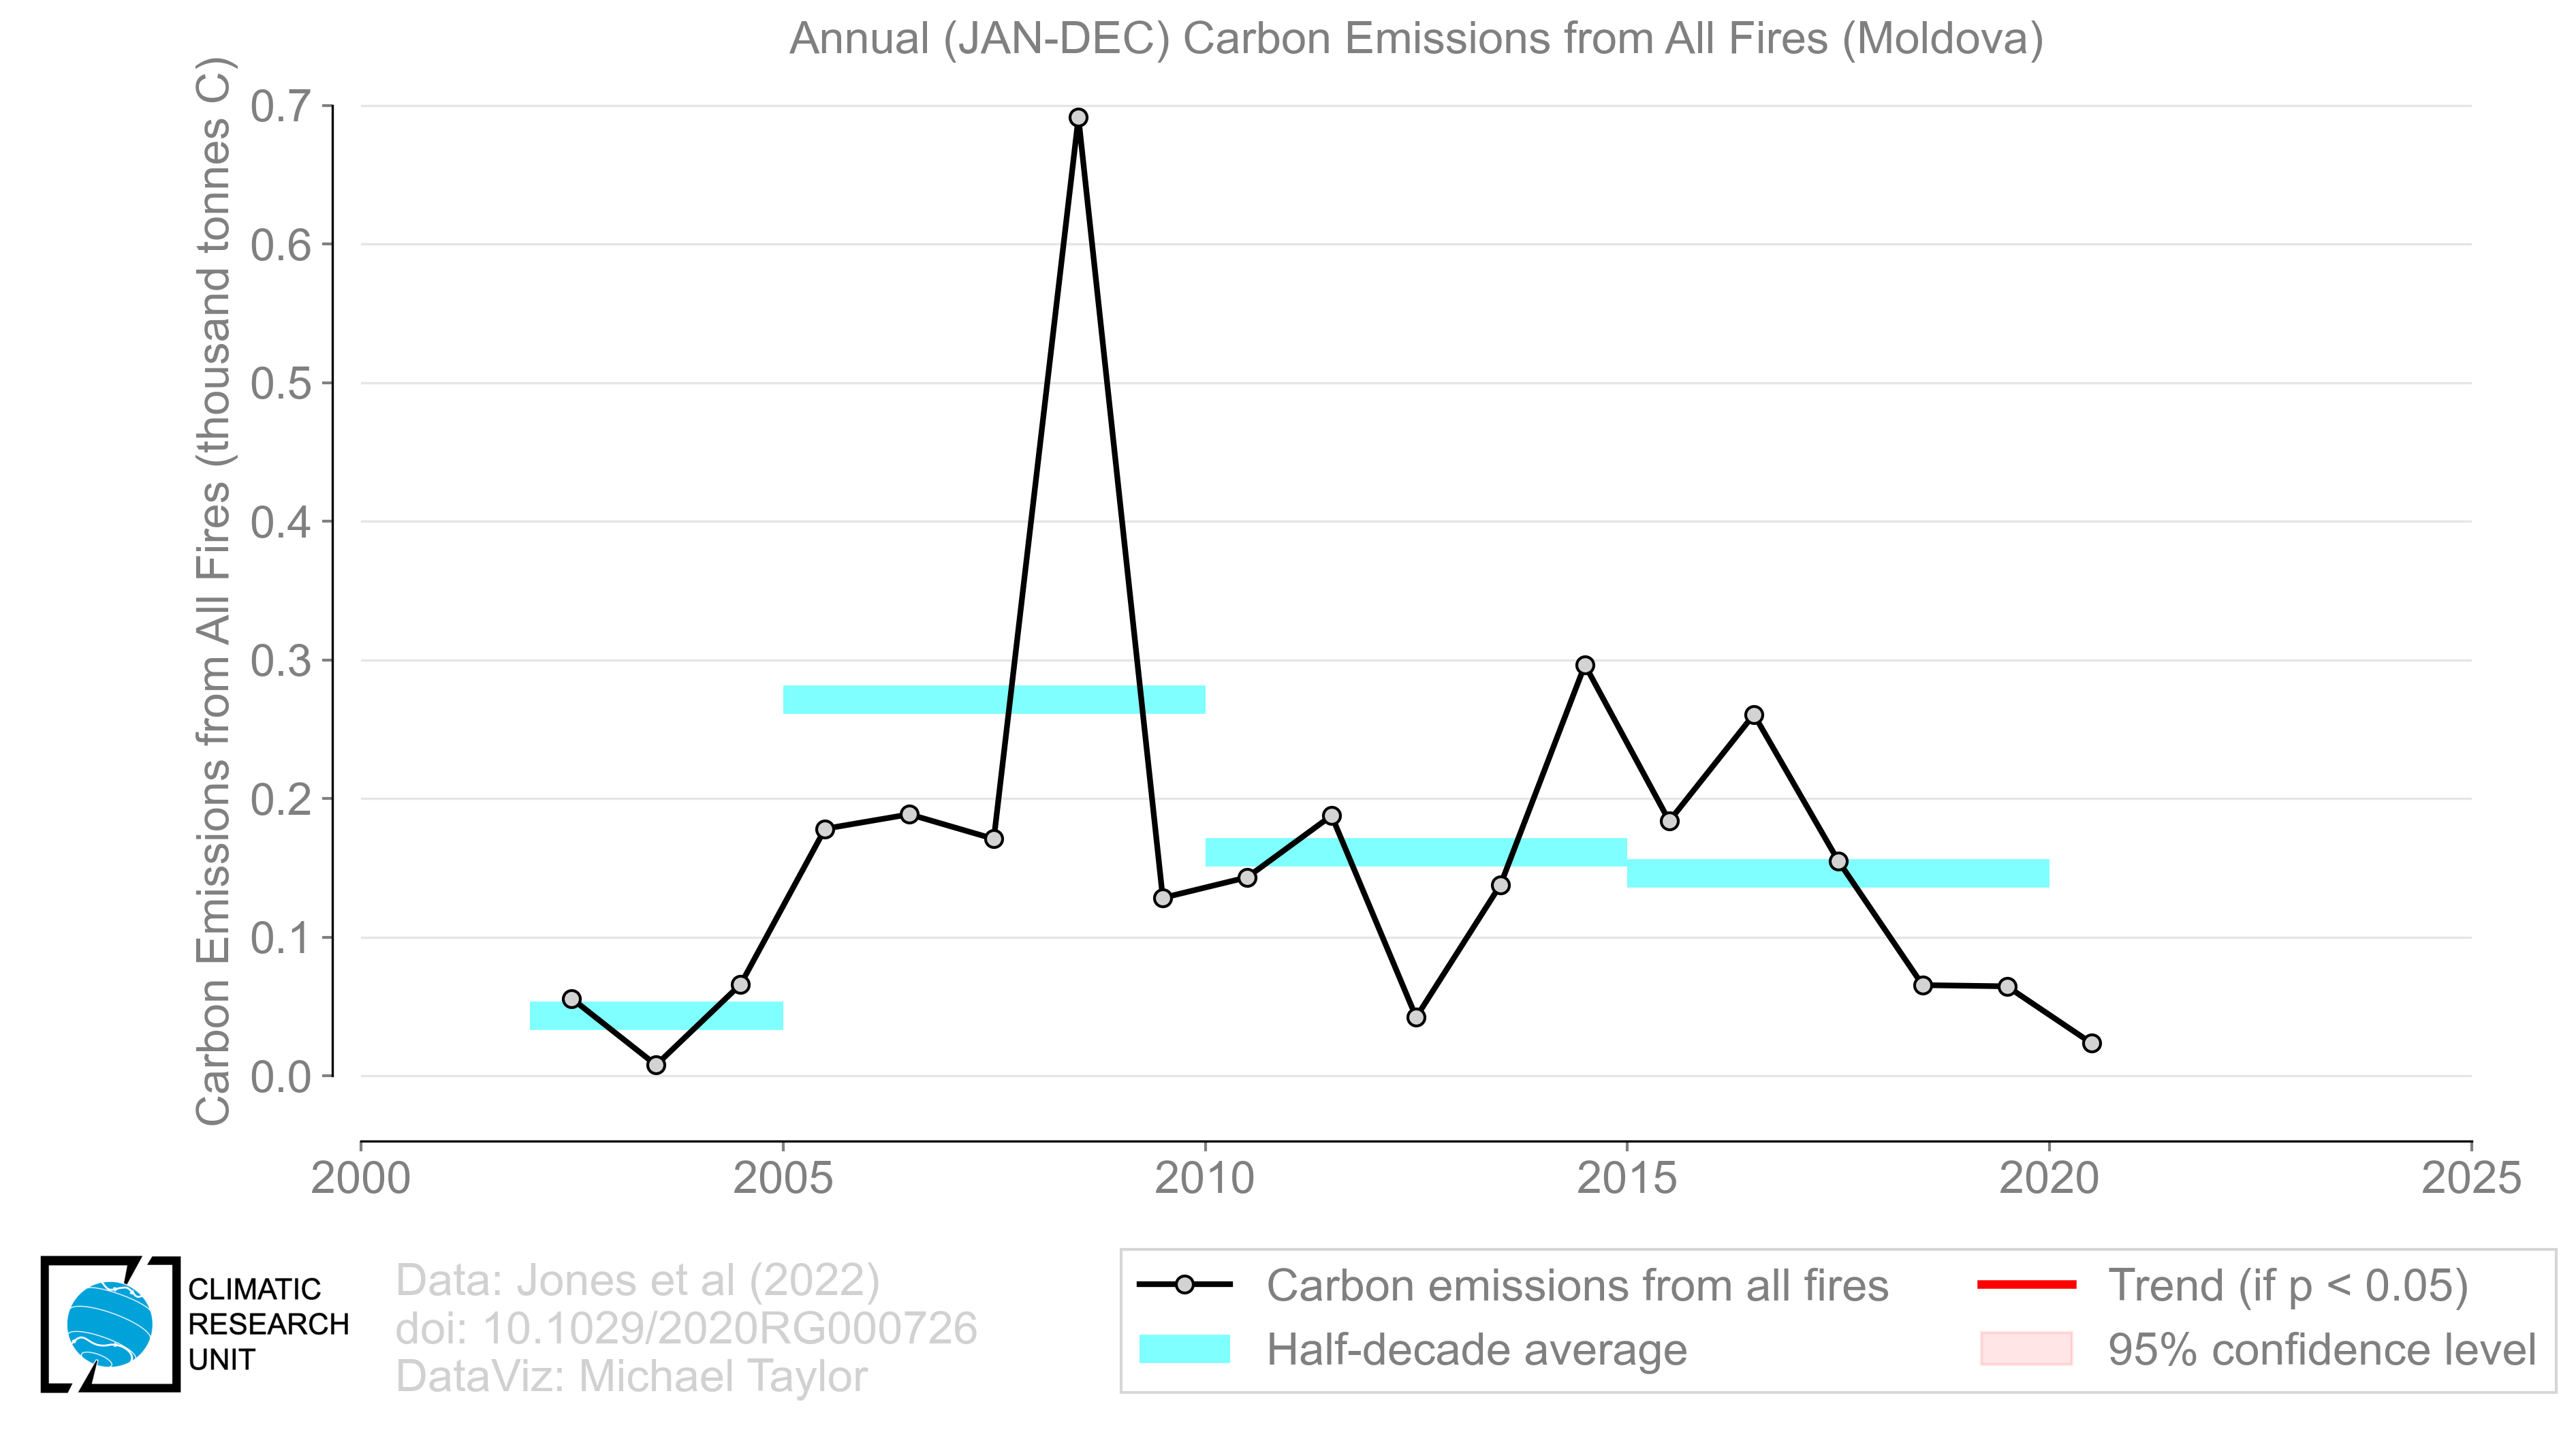 Annual (JAN-DEC) Carbon Emissions from All Fires (Moldova)
Carbon Emissions from All Fires (thousand tonnes C)
0.7
0.6
0.5
0.4
0.3
0.2
0.1
0.0
2000 2005 2010 2015 2020 2025
CLIMATIC
RESEARCH
UNIT
Data: Jones et al (2022)
doi: 10.1029/2020RG000726
DataViz: Michael Taylor
Carbon emissions from all fires
Half-decade average
Trend (if p < 0.05)
95% confidence level